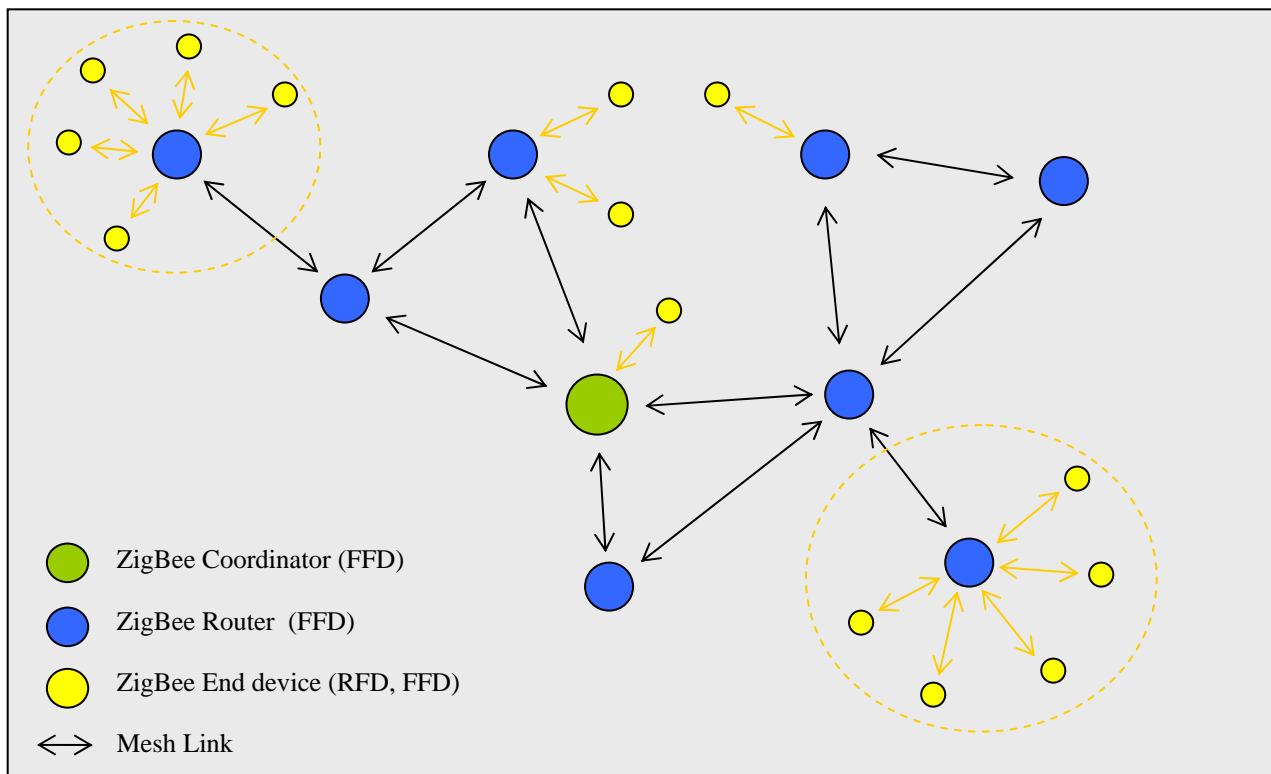 ZigBee Coordinator (FFD)
ZigBee Router  (FFD)
ZigBee End device (RFD, FFD)
Mesh Link